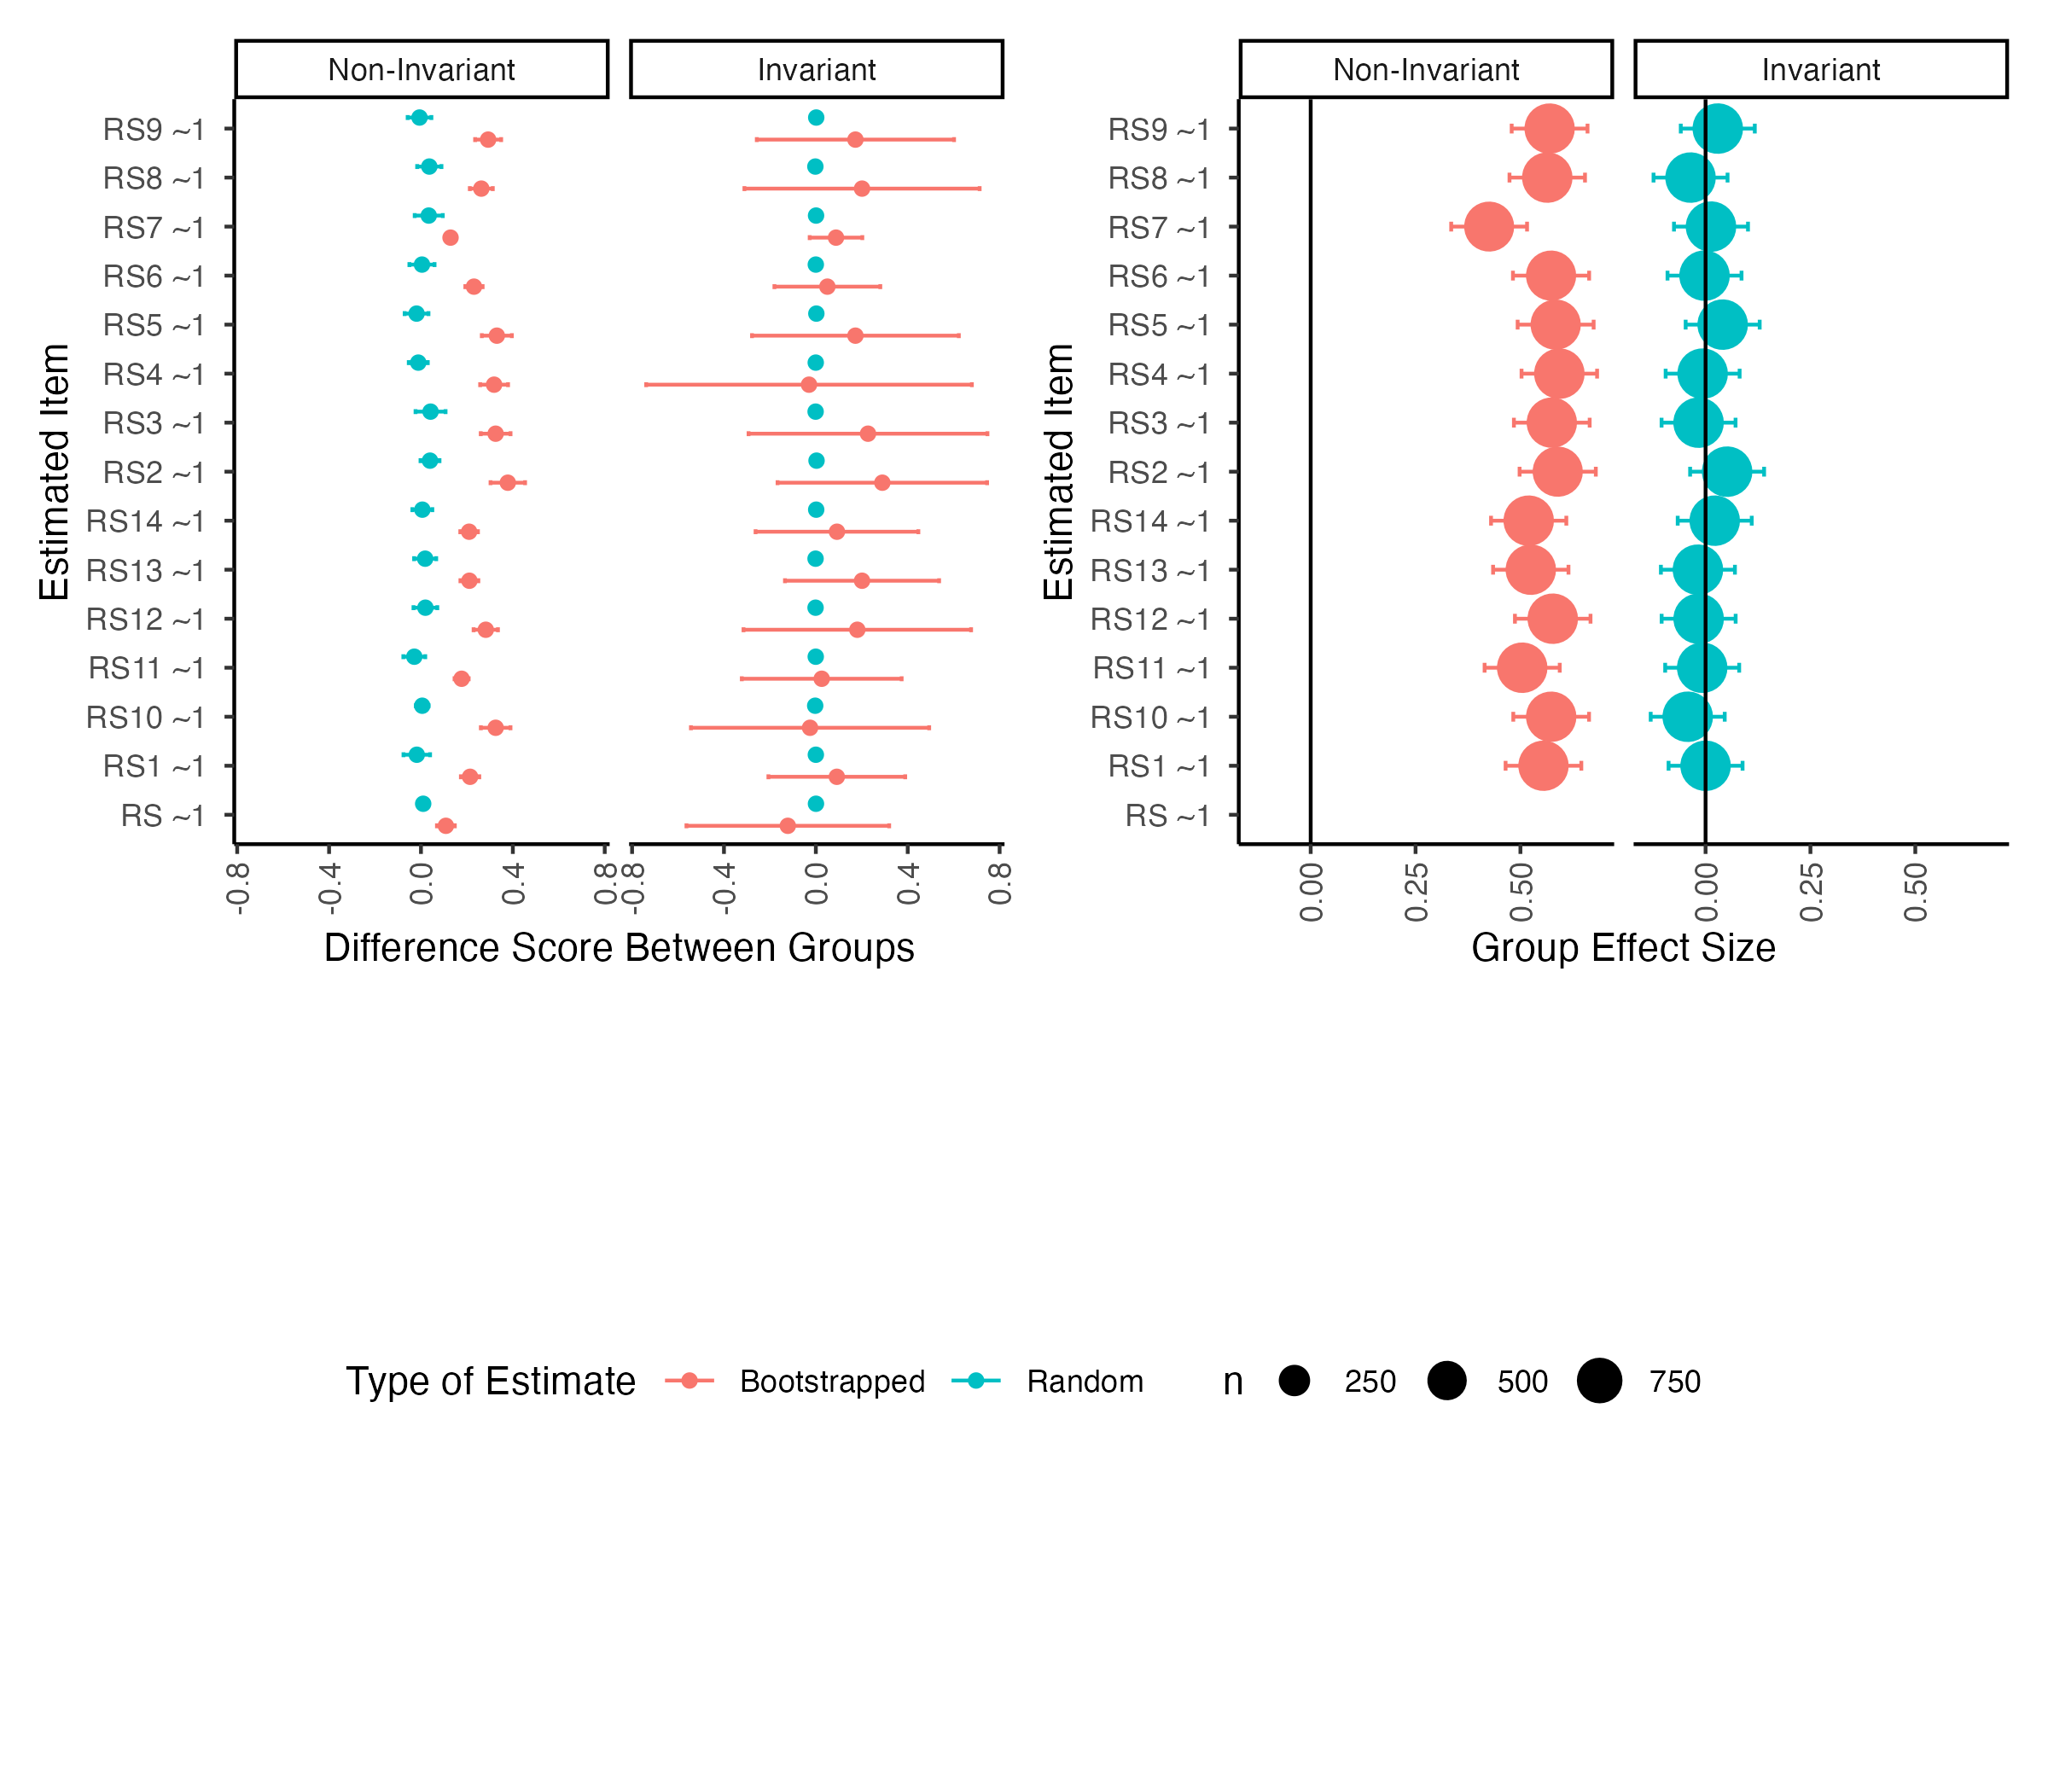 Non-Invariant Invariant Non-Invariant Invariant
Estimated Item
RS9 ~1
RS8 ~1
RS7 ~1
RS6 ~1
RS5 ~1
RS4 ~1
RS3 ~1
RS2 ~1
RS14 ~1
RS13 ~1
RS12 ~1
RS11 ~1
RS10 ~1
RS1 ~1
RS ~1
-0.8 -0.4 0.0 0.4 0.8 -0.8 -0.4 0.0 0.4 0.8
Difference Score Between Groups
Estimated Item
RS9 ~1
RS8 ~1
RS7 ~1
RS6 ~1
RS5 ~1
RS4 ~1
RS3 ~1
RS2 ~1
RS14 ~1
RS13 ~1
RS12 ~1
RS11 ~1
RS10 ~1
RS1 ~1
RS ~1
0.00 0.25 0.50 0.00 0.25 0.50
Group Effect Size
Type of Estimate Bootstrapped Random n 250 500 750